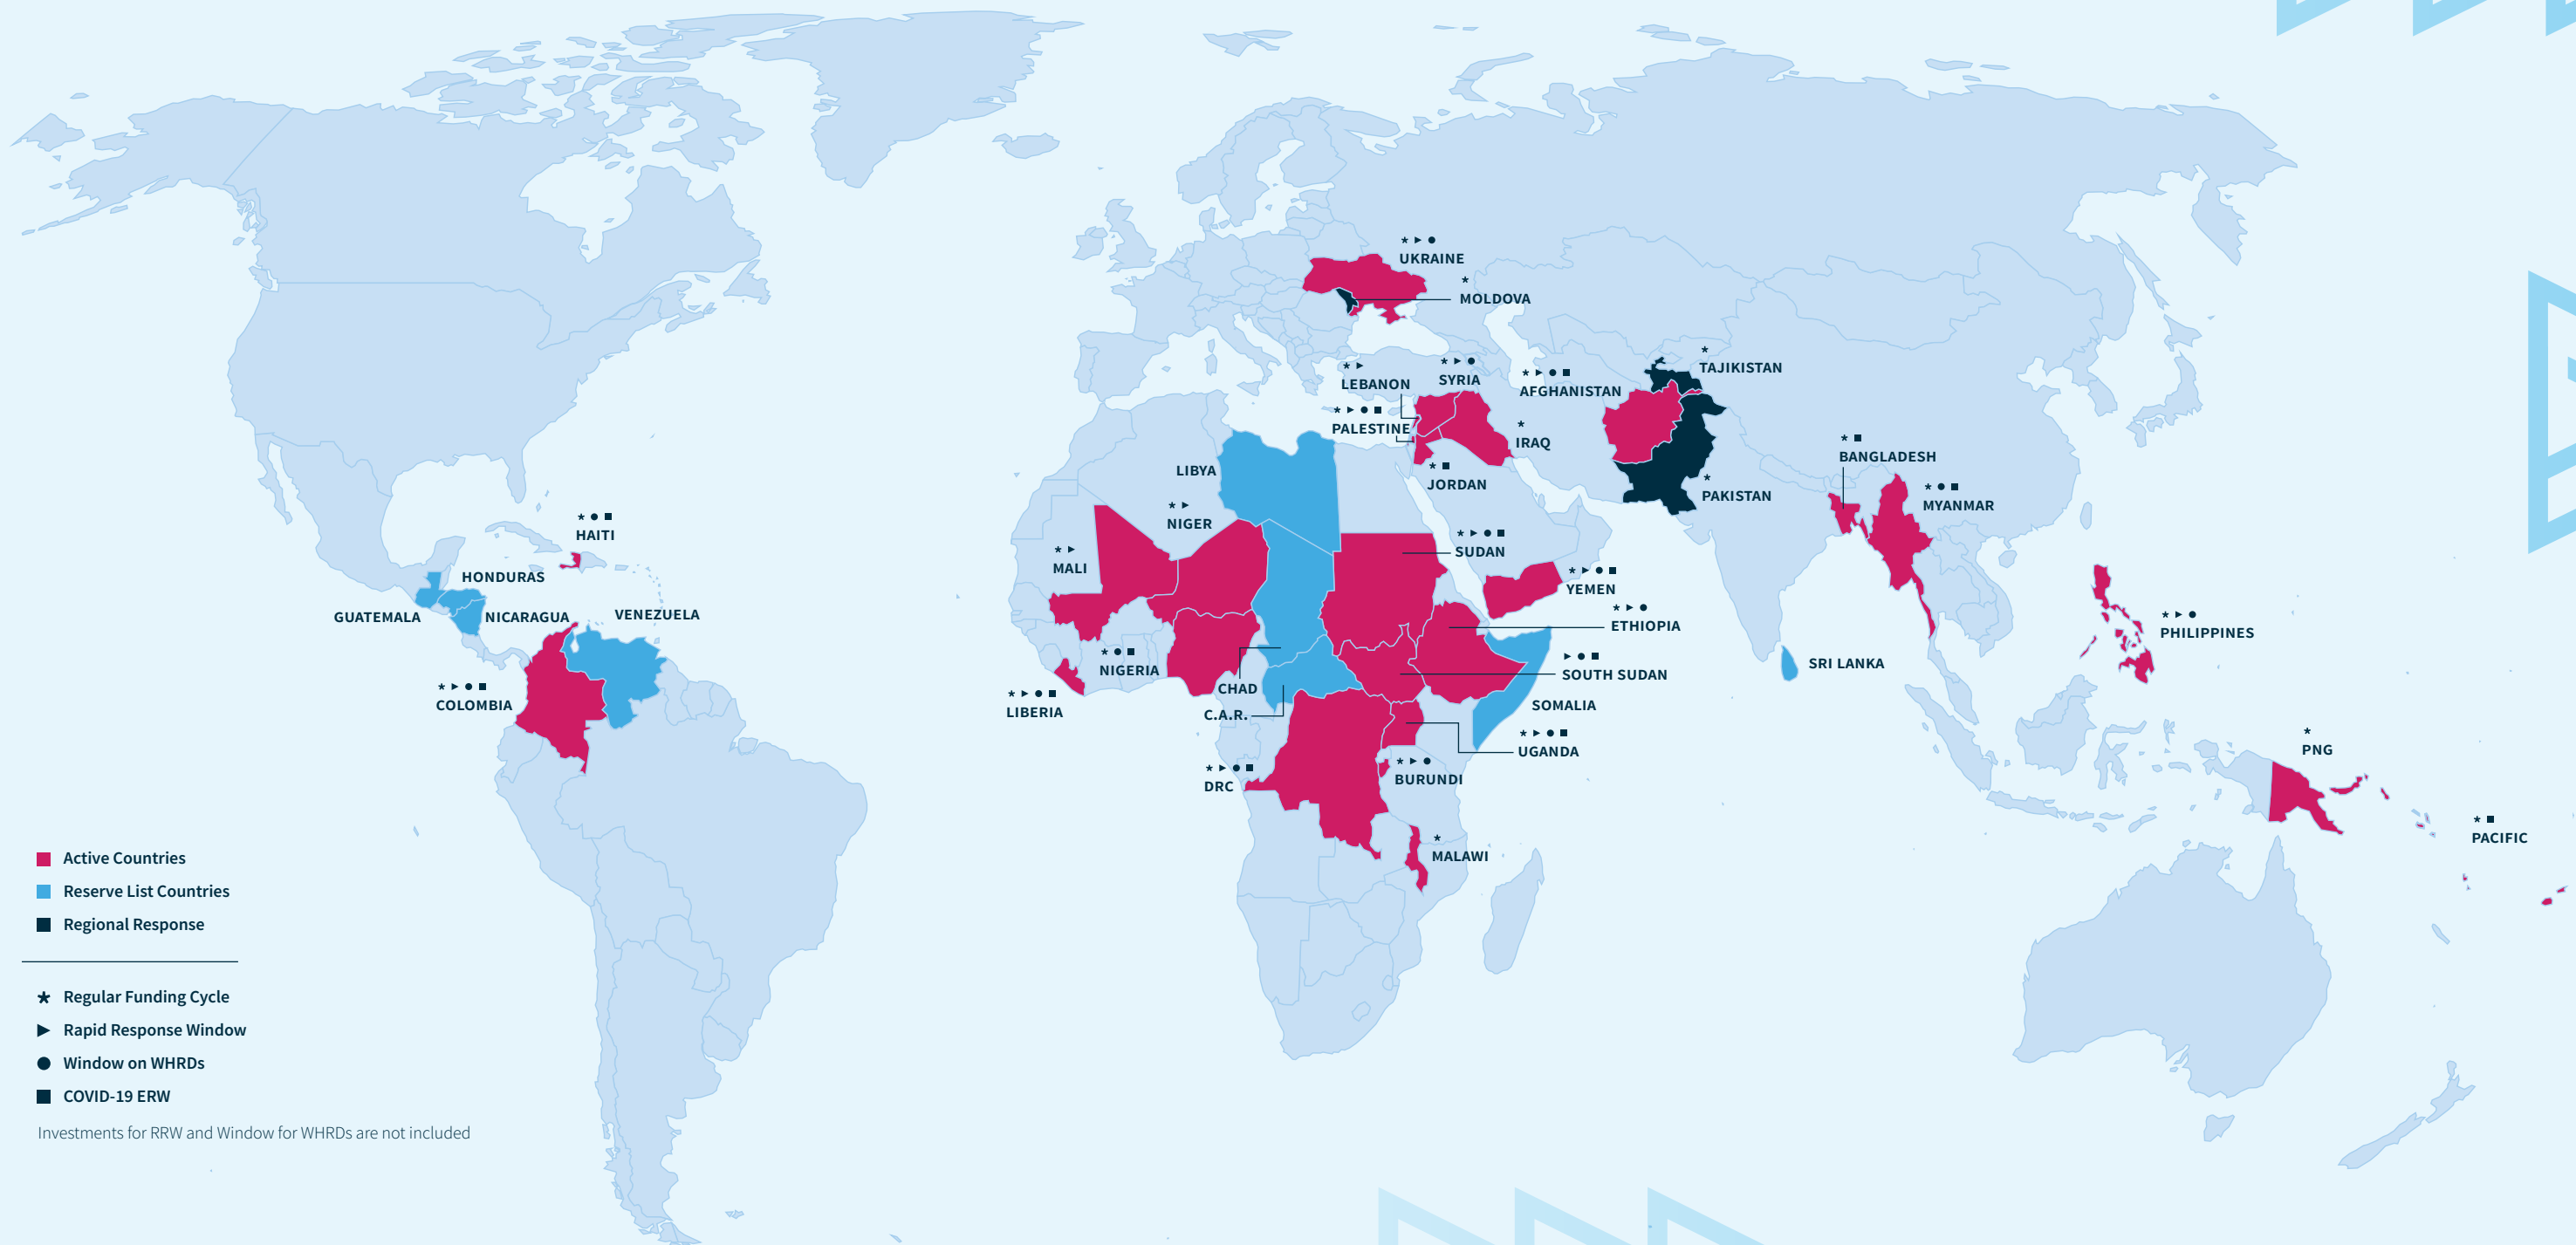 ★ ▶ ●
UKRAINE
★
MOLDOVA
★
TAJIKISTAN
★ ▶
LEBANON
★ ▶ ●
SYRIA
★ ▶ ● ■
AFGHANISTAN
★ ▶ ● ■
PALESTINE
★
IRAQ
★ ■
JORDAN
★
PAKISTAN
★ ■
BANGLADESH
★ ● ■
MYANMAR
LIBYA
★ ▶
NIGER
★ ▶
MALI
★ ▶ ● ■
SUDAN
★ ▶ ● ■
YEMEN
★ ▶ ●
ETHIOPIA
▶ ● ■
SOUTH SUDAN
SOMALIA
★ ▶ ● ■
UGANDA
★ ● ■
NIGERIA
CHAD
C.A.R.
★ ▶ ● ■
LIBERIA
★ ▶ ● ■
DRC
★ ▶ ●
BURUNDI
★
MALAWI
★ ● ■
HAITI
HONDURAS
GUATEMALA
NICARAGUA
VENEZUELA
★ ▶ ● ■
COLOMBIA
SRI LANKA
★ ▶ ●
PHILIPPINES
★
PNG
★ ■
PACIFIC
■ Active Countries
■ Reserve List Countries
■ Regional Response
★ Regular Funding Cycle
▶ Rapid Response Window
● Window on WHRDs
■ COVID-19 ERW
Investments for RRW and Window for WHRDs are not included